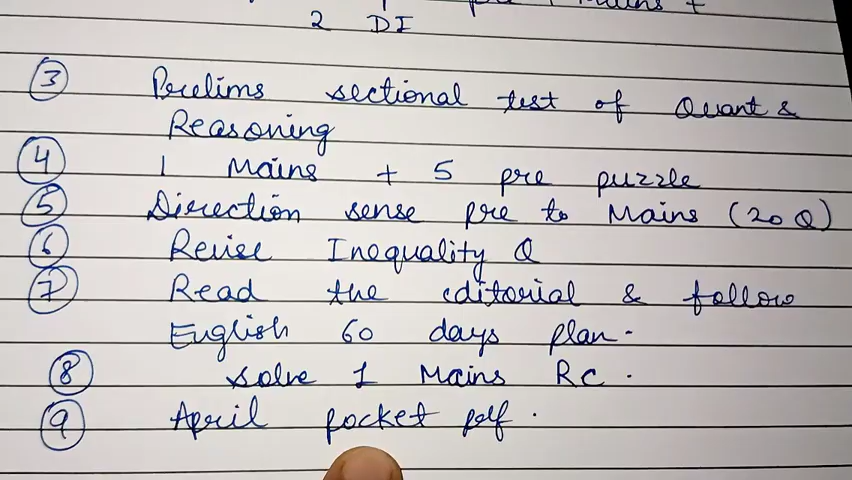 pre + Mains +
2 DI
③ Prelims sectional test of Quant &
Reasoning
④ 1 Mains + 5 pre puzzle
⑤ Direction sense pre to Mains (20 Q)
⑥ Revise Inequality Q
⑦ Read the editorial & follow
English 60 days plan.
⑧ Solve 1 Mains Rc.
⑨ April pocket pdf.